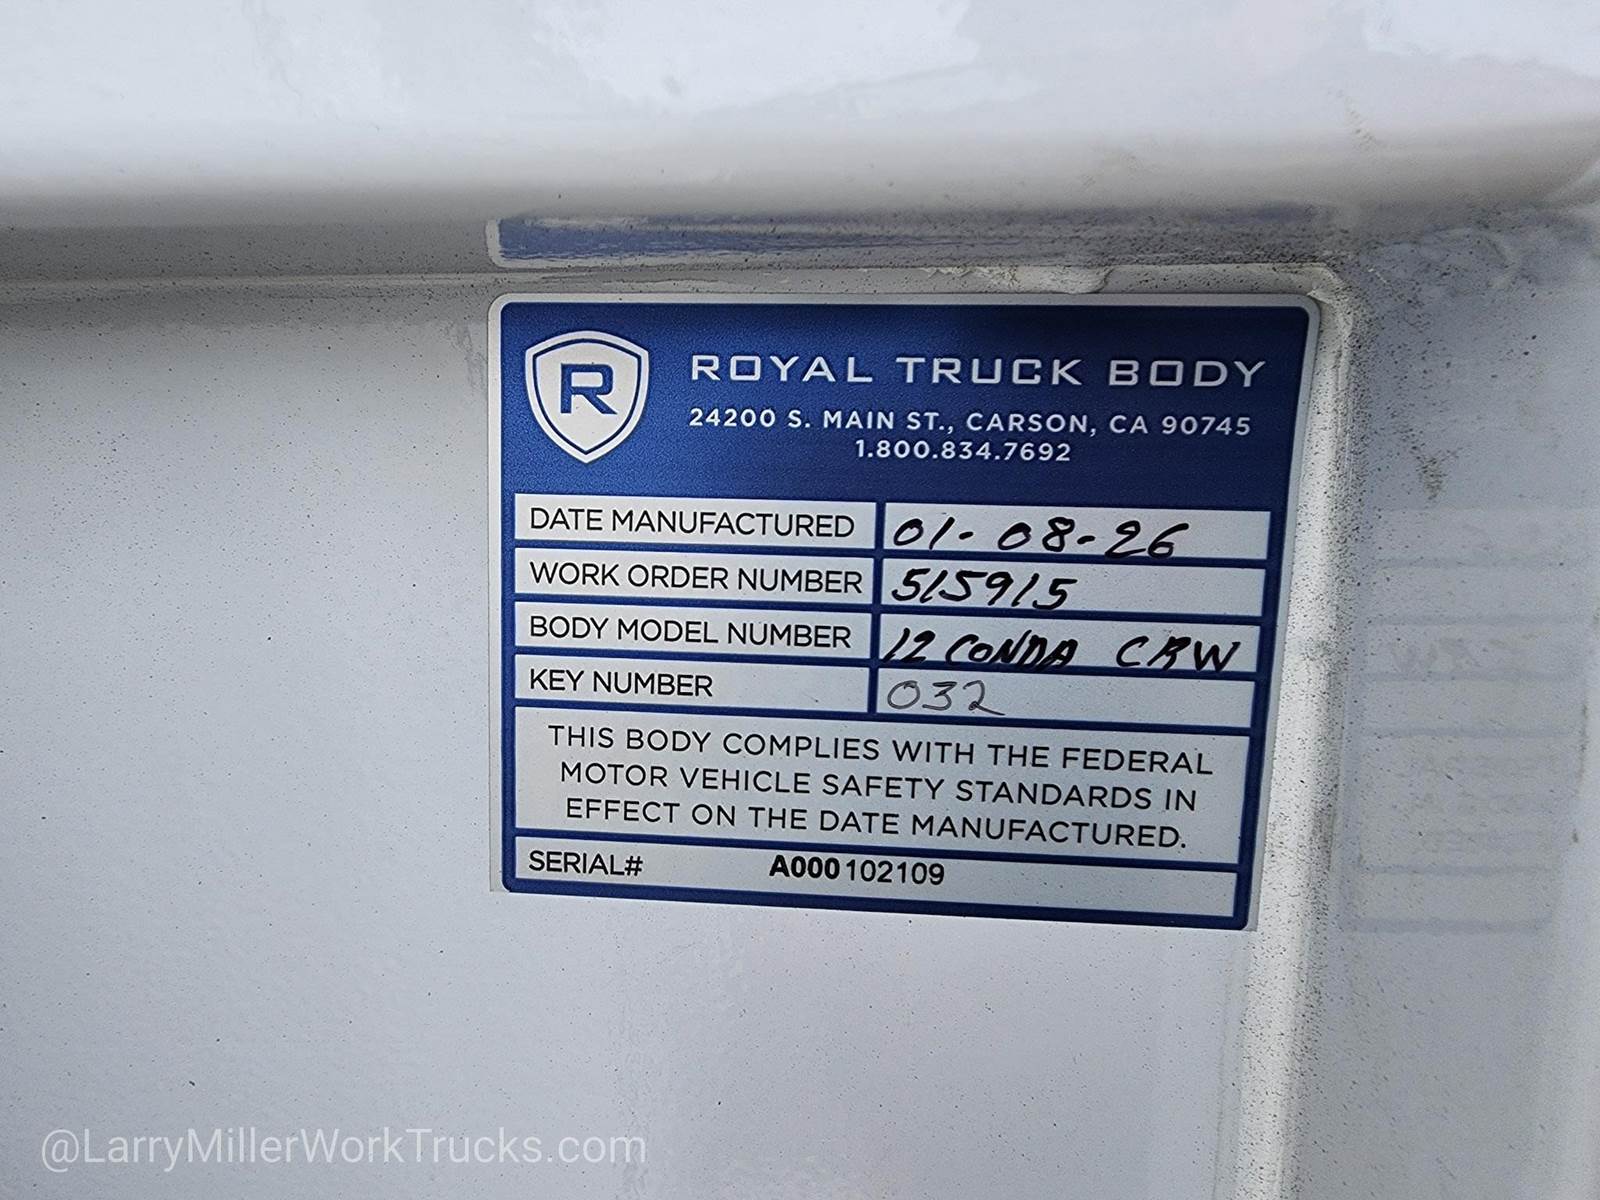 R
ROYAL TRUCK BODY
24200 S. MAIN ST., CARSON, CA 90745
1.800.834.7692
DATE MANUFACTURED 01-08-26
WORK ORDER NUMBER 515915
BODY MODEL NUMBER 12 CONDA CRW
KEY NUMBER 032
THIS BODY COMPLIES WITH THE FEDERAL
MOTOR VEHICLE SAFETY STANDARDS IN
EFFECT ON THE DATE MANUFACTURED.
SERIAL# A000102109
@LarryMillerWorkTrucks.com